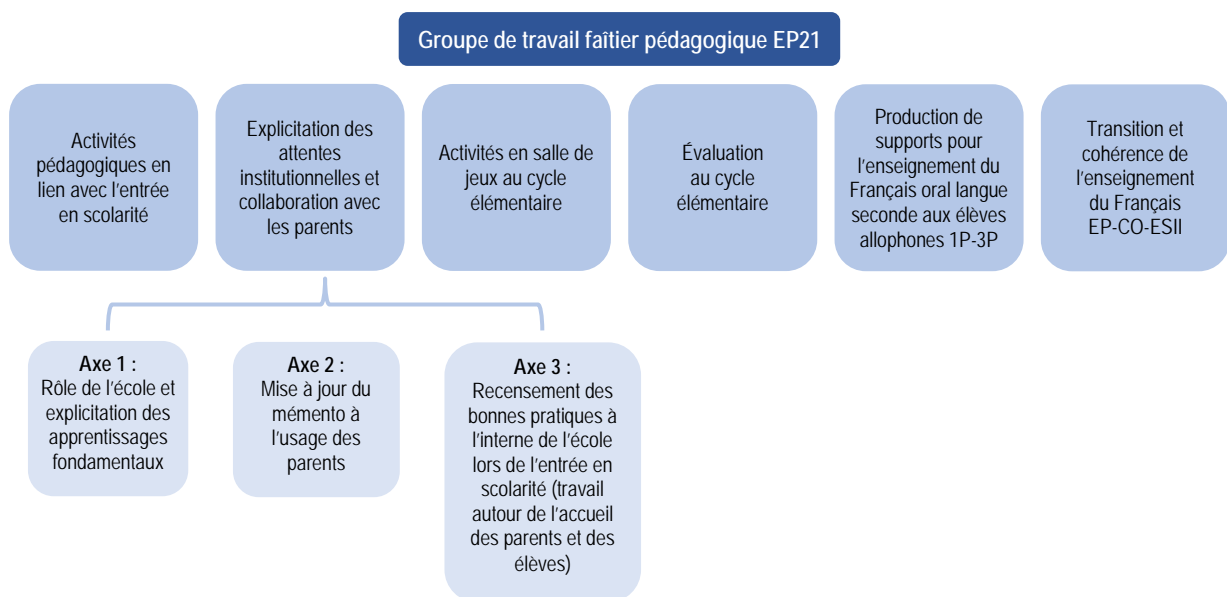 Groupe de travail faîtier pédagogique EP21
Activités
pédagogiques en
lien avec l'entrée
en scolarité
Explicitation des
attentes
institutionnelles et
collaboration avec
les parents
Activités en salle de
jeux au cycle
élémentaire
Évaluation
au cycle
élémentaire
Production de
supports pour
l'enseignement du
Français oral langue
seconde aux élèves
allophones 1P-3P
Transition et
cohérence de
l'enseignement
du Français
EP-CO-ESII
Axe 1 :
Rôle de l'école et
explicitation des
apprentissages
fondamentaux
Axe 2 :
Mise à jour du
mémento à
l'usage des
parents
Axe 3 :
Recensement des
bonnes pratiques à
l'interne de l'école
lors de l'entrée en
scolarité (travail
autour de l'accueil
des parents et des
élèves)